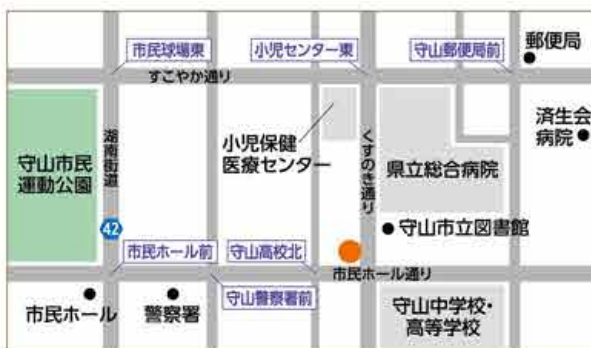 市民球場東
小児センター東
守山郵便局前
郵便局
すこやか通り
済生会
病院
湖南街道
小児保健
医療センター
くすのき通り
守山市民
運動公園
県立総合病院
42
守山市立図書館
市民ホール前
守山高校北
市民ホール通り
守山警察署前
市民ホール
警察署
守山中学校・
高等学校